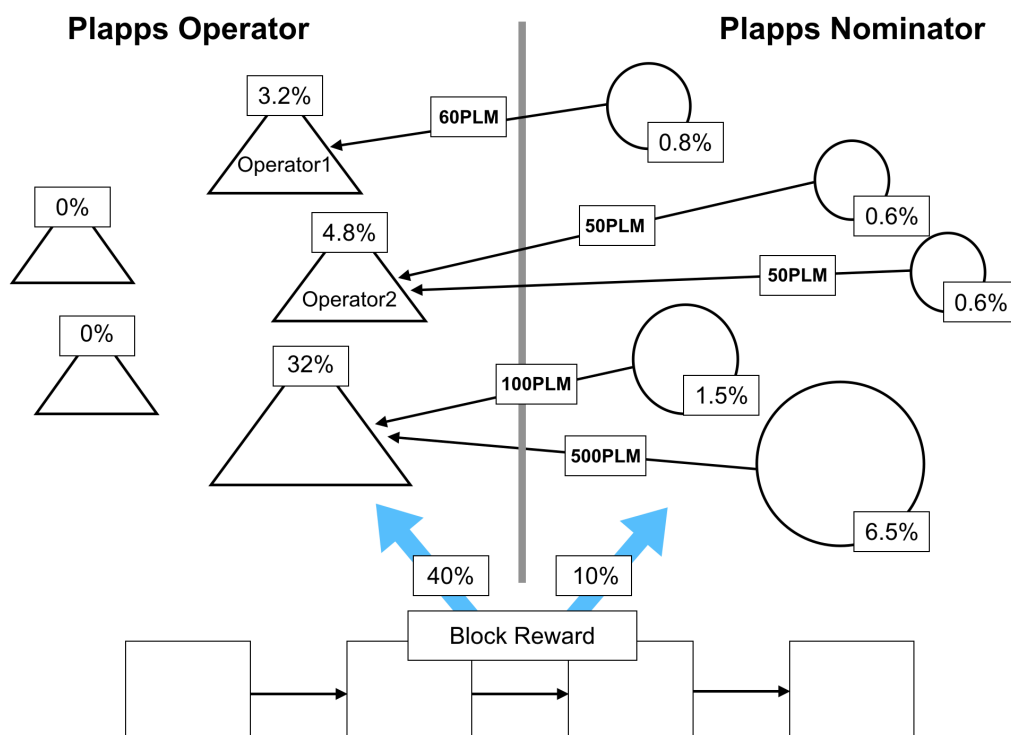 Plapps Operator
Plapps Nominator
3.2%
Operator1
60PLM
0.8%
0%
4.8%
Operator2
50PLM
0.6%
50PLM
0.6%
0%
32%
100PLM
1.5%
500PLM
6.5%
40%
10%
Block Reward